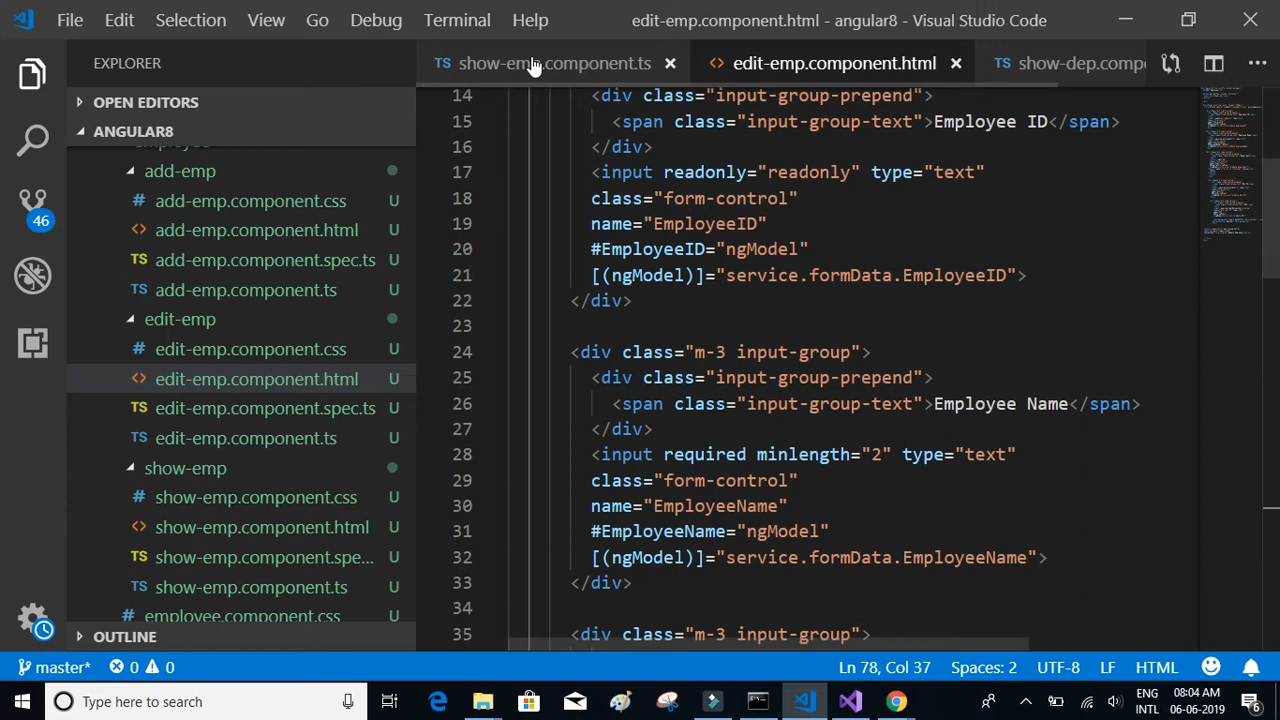 File Edit Selection View Go Debug Terminal Help edit-emp.component.html - angular8 - Visual Studio Code
EXPLORER
TS show-emp.component.ts
<> edit-emp.component.html
TS show-dep.compo
OPEN EDITORS
ANGULAR8
add-emp
# add-emp.component.css U
<> add-emp.component.html U
TS add-emp.component.spec.ts U
TS add-emp.component.ts U
edit-emp
# edit-emp.component.css U
<> edit-emp.component.html U
TS edit-emp.component.spec.ts U
TS edit-emp.component.ts U
show-emp
# show-emp.component.css U
<> show-emp.component.html U
TS show-emp.component.spe... U
TS show-emp.component.ts U
employee.component.css U
OUTLINE
46
14 <div class="input-group-prepend">
15 <span class="input-group-text">Employee ID</span>
16 </div>
17 <input readonly="readonly" type="text"
18 class="form-control"
19 name="EmployeeID"
20 #EmployeeID="ngModel"
21 [(ngModel)]="service.formData.EmployeeID">
22 </div>
23
24 <div class="m-3 input-group">
25 <div class="input-group-prepend">
26 <span class="input-group-text">Employee Name</span>
27 </div>
28 <input required minlength="2" type="text"
29 class="form-control"
30 name="EmployeeName"
31 #EmployeeName="ngModel"
32 [(ngModel)]="service.formData.EmployeeName">
33 </div>
34
35 <div class="m-3 input-group">
master* 0 0 Ln 78, Col 37 Spaces: 2 UTF-8 LF HTML
Type here to search
ENG
INTL
08:04 AM
06-06-2019
6